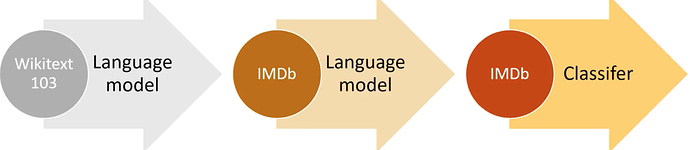 Wikitext
103
Language
model
IMDb
Language
model
IMDb
Classifer